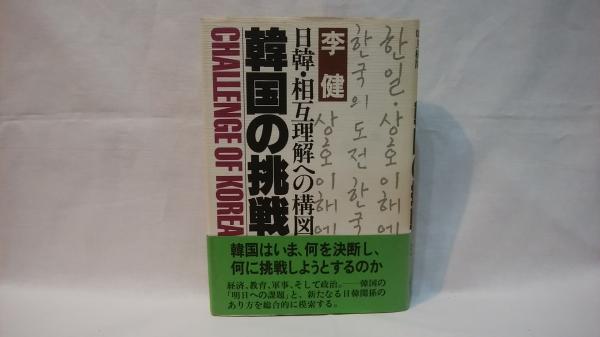 한일·상호이해에
한국의 도전 한국
상호이해에
李健
日韓・相互理解への構図
韓国の挑戦
CHALLENGE OF KOREA
韓国はいま、何を決断し、
何に挑戦しようとするのか
経済、教育、軍事、そして政治。――韓国の
「明日への課題」と、新たなる日韓関係の
あり方を総合的に模索する。